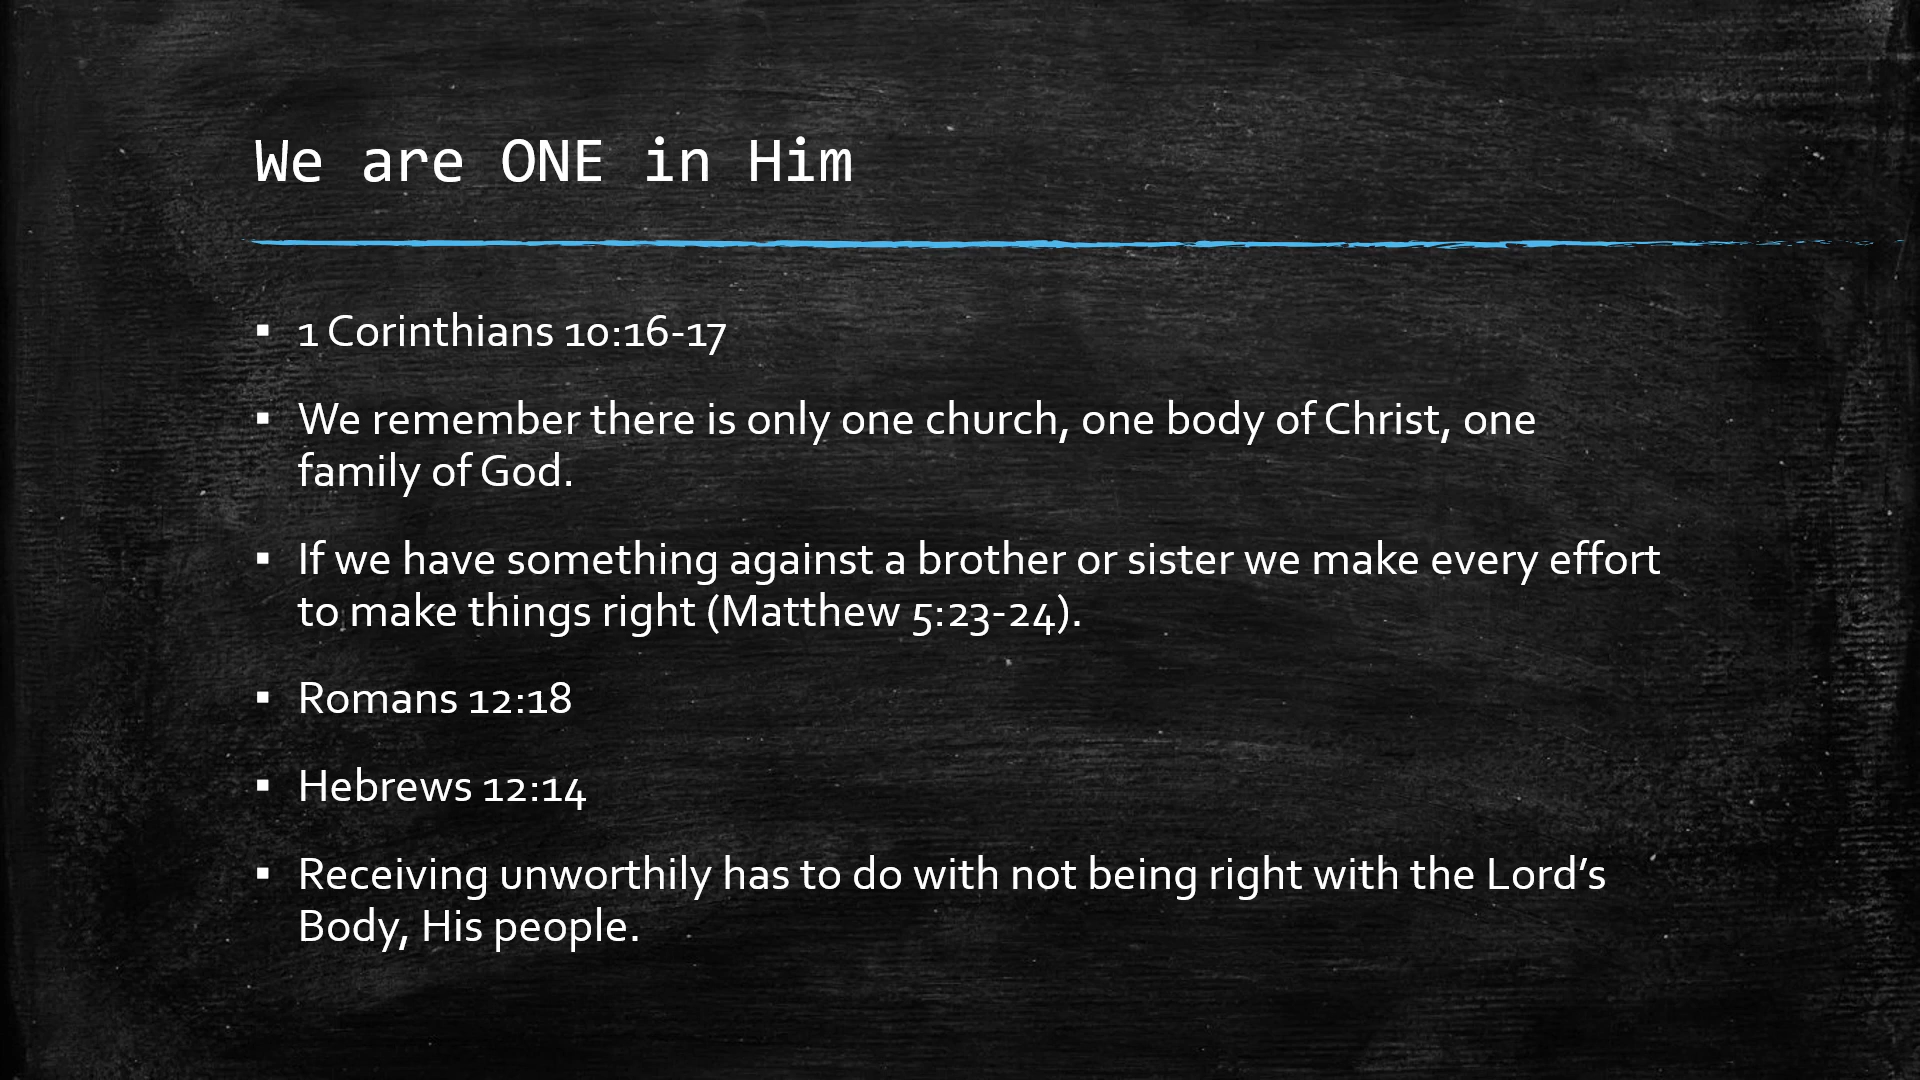 We are ONE in Him
▪ 1 Corinthians 10:16-17
▪ We remember there is only one church, one body of Christ, one
family of God.
▪ If we have something against a brother or sister we make every effort
to make things right (Matthew 5:23-24).
▪ Romans 12:18
▪ Hebrews 12:14
▪ Receiving unworthily has to do with not being right with the Lord’s
Body, His people.